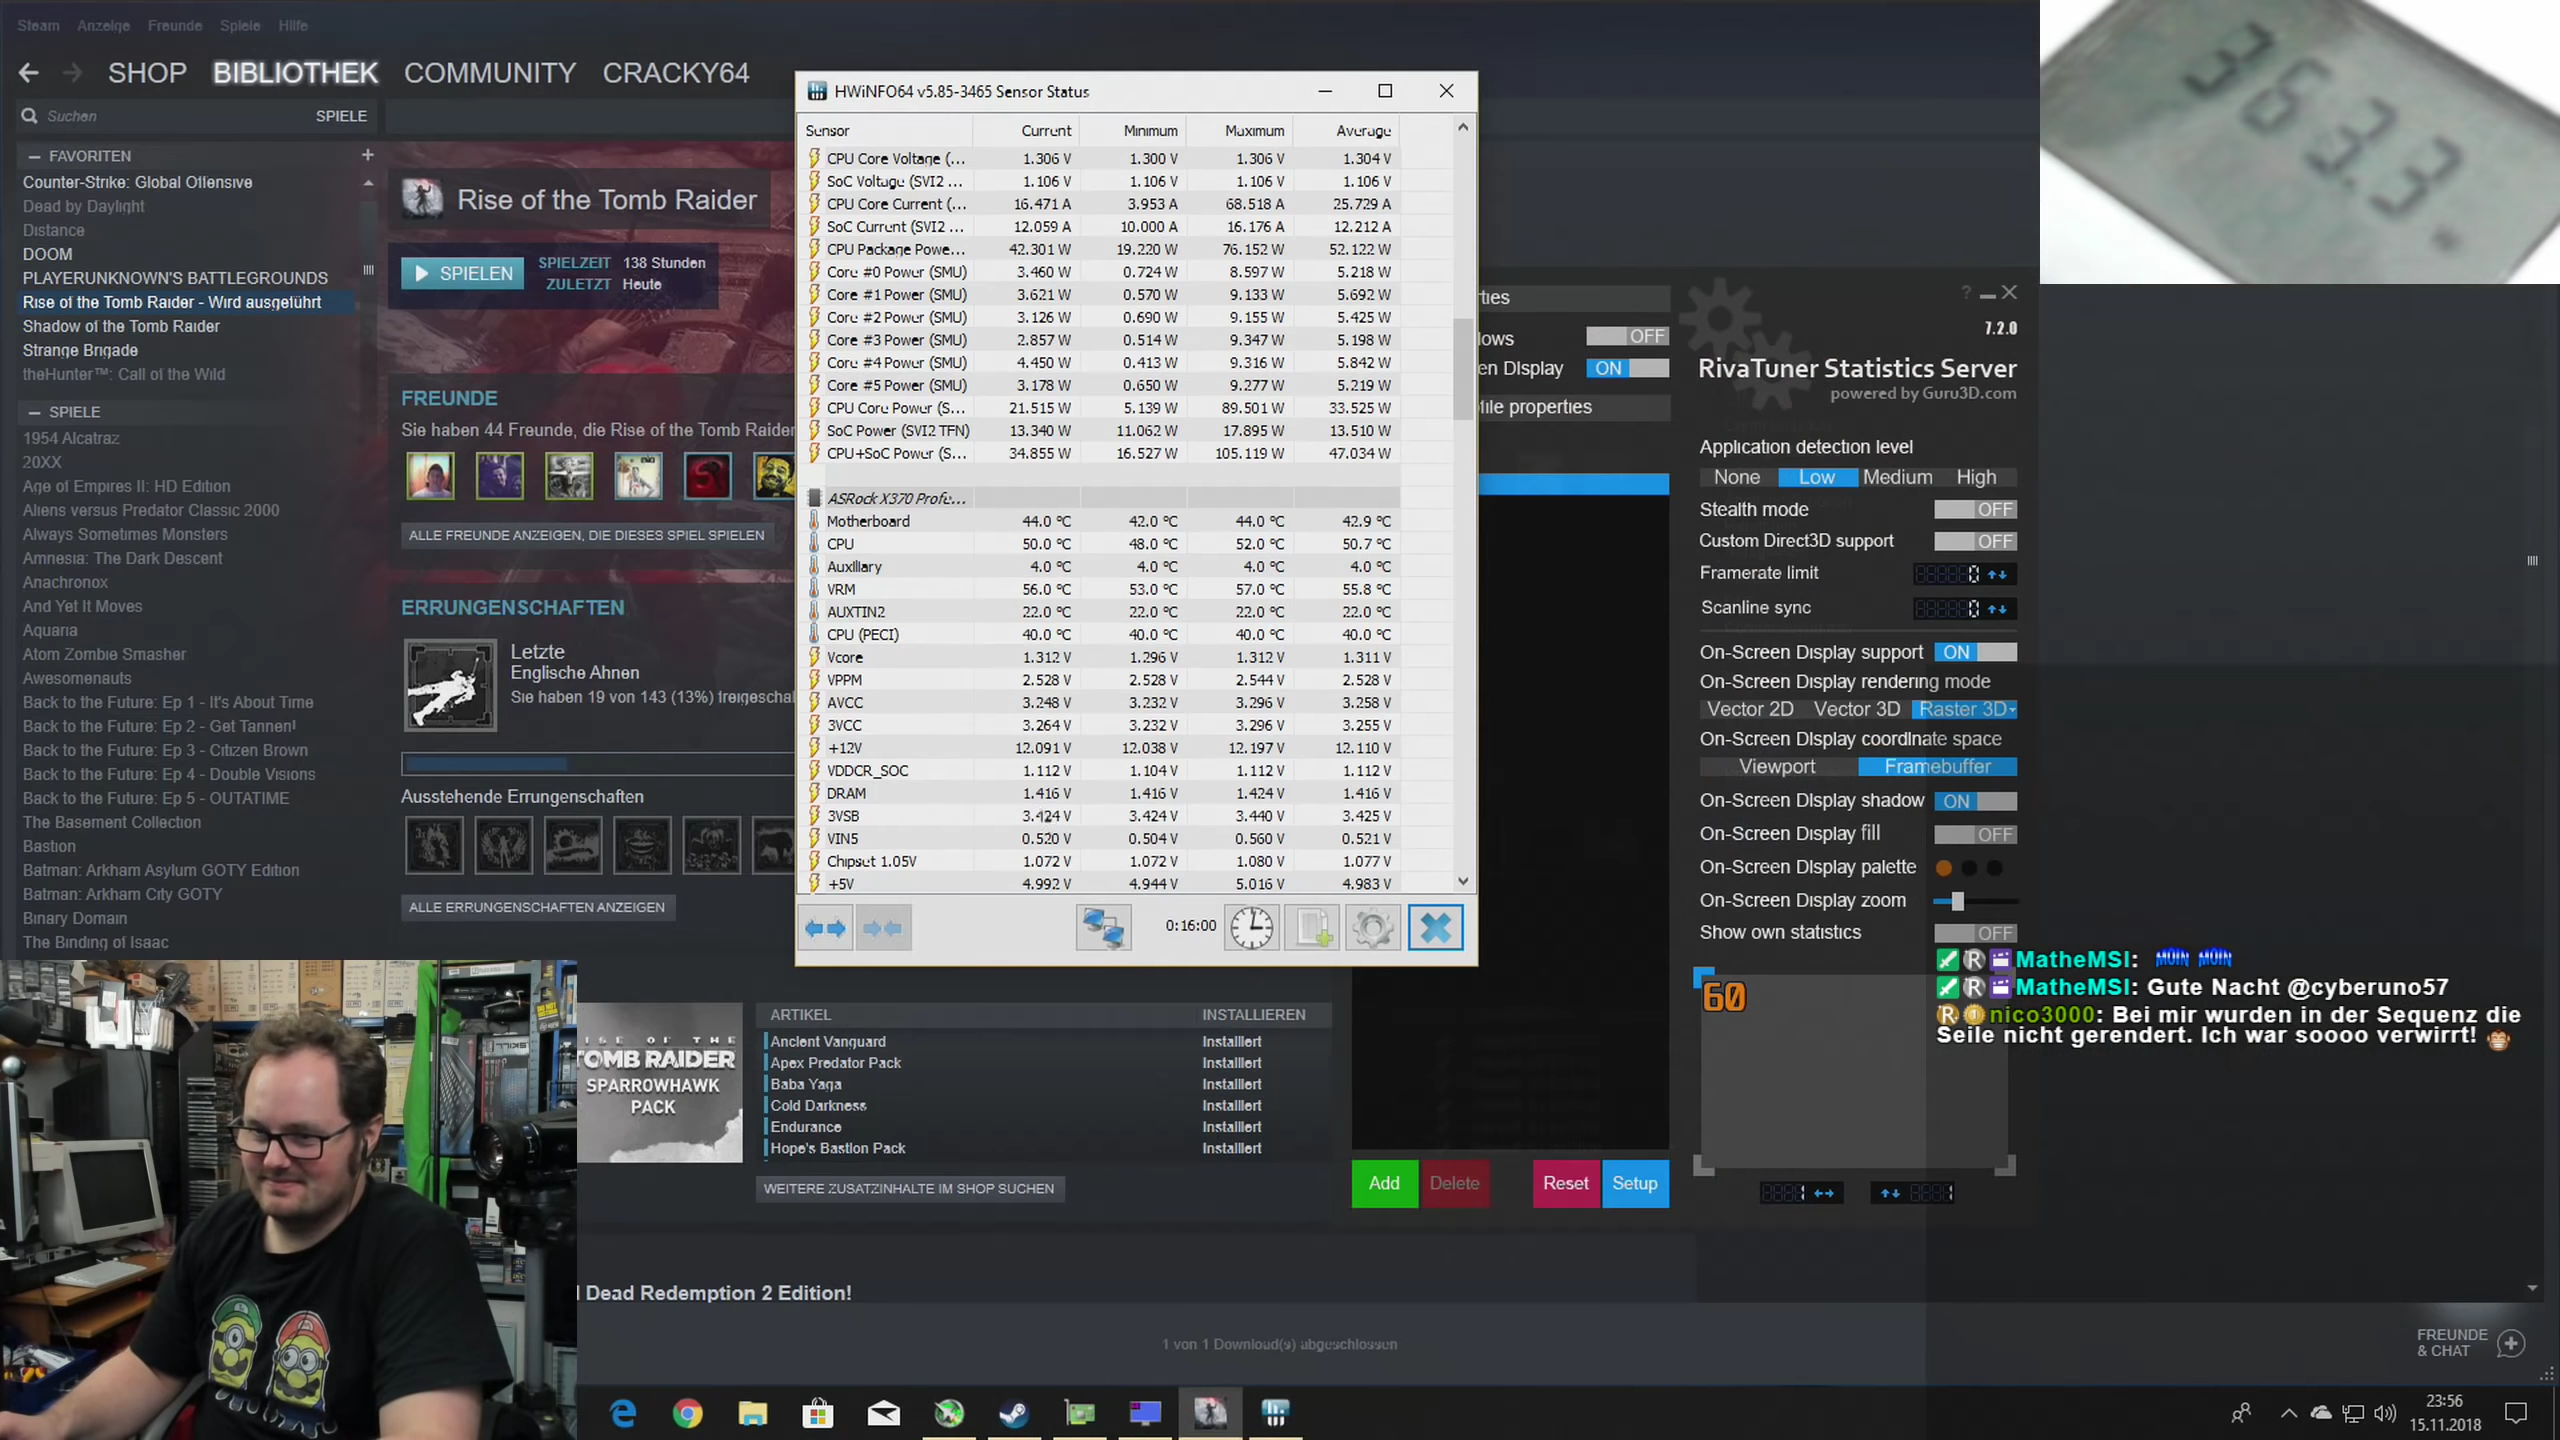 Steam Anzeige Freunde Spiele Hilfe
SHOP BIBLIOTHEK COMMUNITY CRACKY64
Suchen SPIELE
— FAVORITEN +
Counter-Strike: Global Offensive
Dead by Daylight
Distance
DOOM
PLAYERUNKNOWN'S BATTLEGROUNDS
Rise of the Tomb Raider - Wird ausgeführt
Shadow of the Tomb Raider
Strange Brigade
theHunter™: Call of the Wild
— SPIELE
1954 Alcatraz
20XX
Age of Empires II: HD Edition
Aliens versus Predator Classic 2000
Always Sometimes Monsters
Amnesia: The Dark Descent
Anachronox
And Yet It Moves
Aquaria
Atom Zombie Smasher
Awesomenauts
Back to the Future: Ep 1 - It's About Time
Back to the Future: Ep 2 - Get Tannen!
Back to the Future: Ep 3 - Citizen Brown
Back to the Future: Ep 4 - Double Visions
Back to the Future: Ep 5 - OUTATIME
The Basement Collection
Bastion
Batman: Arkham Asylum GOTY Edition
Batman: Arkham City GOTY
Binary Domain
The Binding of Isaac
Rise of the Tomb Raider
SPIELEN
SPIELZEIT 138 Stunden
ZULETZT Heute
FREUNDE
Sie haben 44 Freunde, die Rise of the Tomb Raider
ALLE FREUNDE ANZEIGEN, DIE DIESES SPIEL SPIELEN
ERRUNGENSCHAFTEN
Letzte
Englische Ahnen
Sie haben 19 von 143 (13%) freigescha
Ausstehende Errungenschaften
ALLE ERRUNGENSCHAFTEN ANZEIGEN
HWiNFO64 v5.85-3465 Sensor Status
Sensor Current Minimum Maximum Average
CPU Core Voltage (... 1.306 V 1.300 V 1.306 V 1.304 V
SoC Voltage (SVI2 ... 1.106 V 1.106 V 1.106 V 1.106 V
CPU Core Current (... 16.471 A 3.953 A 68.518 A 25.729 A
SoC Current (SVI2 ... 12.059 A 10.000 A 16.176 A 12.212 A
CPU Package Powe... 42.301 W 19.220 W 76.152 W 52.122 W
Core #0 Power (SMU) 3.460 W 0.724 W 8.597 W 5.218 W
Core #1 Power (SMU) 3.621 W 0.570 W 9.133 W 5.692 W
Core #2 Power (SMU) 3.126 W 0.690 W 9.155 W 5.425 W
Core #3 Power (SMU) 2.857 W 0.514 W 9.347 W 5.198 W
Core #4 Power (SMU) 4.450 W 0.413 W 9.316 W 5.842 W
Core #5 Power (SMU) 3.178 W 0.650 W 9.277 W 5.219 W
CPU Core Power (S... 21.515 W 5.139 W 89.501 W 33.525 W
SoC Power (SVI2 TFN) 13.340 W 11.062 W 17.895 W 13.510 W
CPU+SoC Power (S... 34.855 W 16.527 W 105.119 W 47.034 W
ASRock X370 Profe...
Motherboard 44.0 °C 42.0 °C 44.0 °C 42.9 °C
CPU 50.0 °C 48.0 °C 52.0 °C 50.7 °C
Auxiliary 4.0 °C 4.0 °C 4.0 °C 4.0 °C
VRM 56.0 °C 53.0 °C 57.0 °C 55.8 °C
AUXTIN2 22.0 °C 22.0 °C 22.0 °C 22.0 °C
CPU (PECI) 40.0 °C 40.0 °C 40.0 °C 40.0 °C
Vcore 1.312 V 1.296 V 1.312 V 1.311 V
VPPM 2.528 V 2.528 V 2.544 V 2.528 V
AVCC 3.248 V 3.232 V 3.296 V 3.258 V
3VCC 3.264 V 3.232 V 3.296 V 3.255 V
+12V 12.091 V 12.038 V 12.197 V 12.110 V
VDDCR_SOC 1.112 V 1.104 V 1.112 V 1.112 V
DRAM 1.416 V 1.416 V 1.424 V 1.416 V
3VSB 3.424 V 3.424 V 3.440 V 3.425 V
VIN5 0.520 V 0.504 V 0.560 V 0.521 V
Chipset 1.05V 1.072 V 1.072 V 1.080 V 1.077 V
+5V 4.992 V 4.944 V 5.016 V 4.983 V
0:16:00
TOMB RAIDER
SPARROWHAWK
PACK
ARTIKEL INSTALLIEREN
Ancient Vanguard Installiert
Apex Predator Pack Installiert
Baba Yaga Installiert
Cold Darkness Installiert
Endurance Installiert
Hope's Bastion Pack Installiert
WEITERE ZUSATZINHALTE IM SHOP SUCHEN
Dead Redemption 2 Edition!
1 von 1 Download(s) abgeschlossen
ties
lows OFF
en Display ON
file properties
Add Delete Reset Setup
? 
7.2.0
RivaTuner Statistics Server
powered by Guru3D.com
Application detection level
None Low Medium High
Stealth mode OFF
Custom Direct3D support OFF
Framerate limit 0
Scanline sync 0
On-Screen Display support ON
On-Screen Display rendering mode
Vector 2D Vector 3D Raster 3D
On-Screen Display coordinate space
Viewport Framebuffer
On-Screen Display shadow ON
On-Screen Display fill OFF
On-Screen Display palette
On-Screen Display zoom
Show own statistics OFF
60
1 1
363.3
MatheMSI: MOIN MOIN
MatheMSI: Gute Nacht @cyberuno57
nico3000: Bei mir wurden in der Sequenz die
Seile nicht gerendert. Ich war soooo verwirrt!
FREUNDE
& CHAT
23:56
15.11.2018